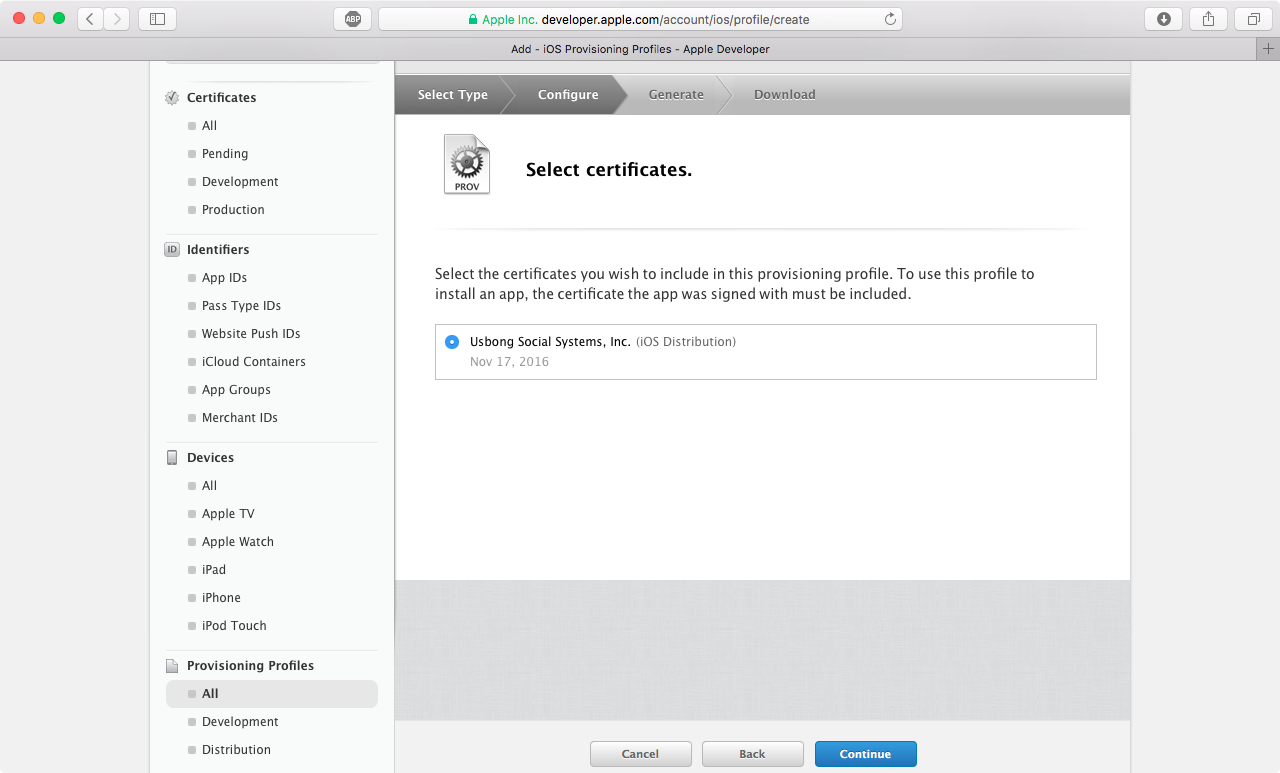 ABP
Apple Inc. developer.apple.com/account/ios/profile/create
Add - iOS Provisioning Profiles - Apple Developer
Certificates
All
Pending
Development
Production
ID Identifiers
App IDs
Pass Type IDs
Website Push IDs
iCloud Containers
App Groups
Merchant IDs
Devices
All
Apple TV
Apple Watch
iPad
iPhone
iPod Touch
Provisioning Profiles
All
Development
Distribution
Select Type
Configure
Generate
Download
PROV
Select certificates.
Select the certificates you wish to include in this provisioning profile. To use this profile to
install an app, the certificate the app was signed with must be included.
Usbong Social Systems, Inc. (iOS Distribution)
Nov 17, 2016
Cancel
Back
Continue